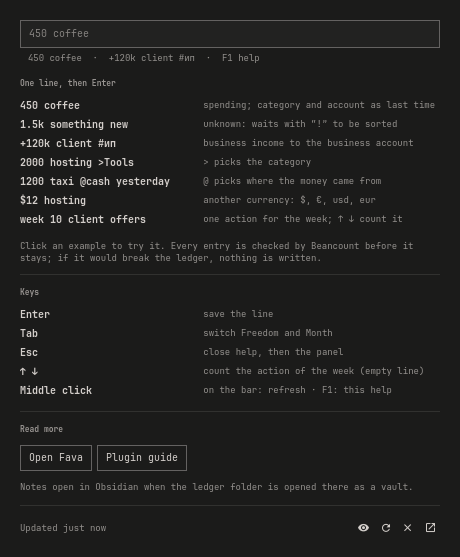 450 coffee
450 coffee · +120k client #ип · F1 help
One line, then Enter
450 coffee spending; category and account as last time
1.5k something new unknown: waits with "!" to be sorted
+120k client #ип business income to the business account
2000 hosting >Tools > picks the category
1200 taxi @cash yesterday @ picks where the money came from
$12 hosting another currency: $, €, usd, eur
week 10 client offers one action for the week; ↑ ↓ count it
Click an example to try it. Every entry is checked by Beancount before it
stays; if it would break the ledger, nothing is written.
Keys
Enter save the line
Tab switch Freedom and Month
Esc close help, then the panel
↑ ↓ count the action of the week (empty line)
Middle click on the bar: refresh · F1: this help
Read more
Open Fava Plugin guide
Notes open in Obsidian when the ledger folder is opened there as a vault.
Updated just now